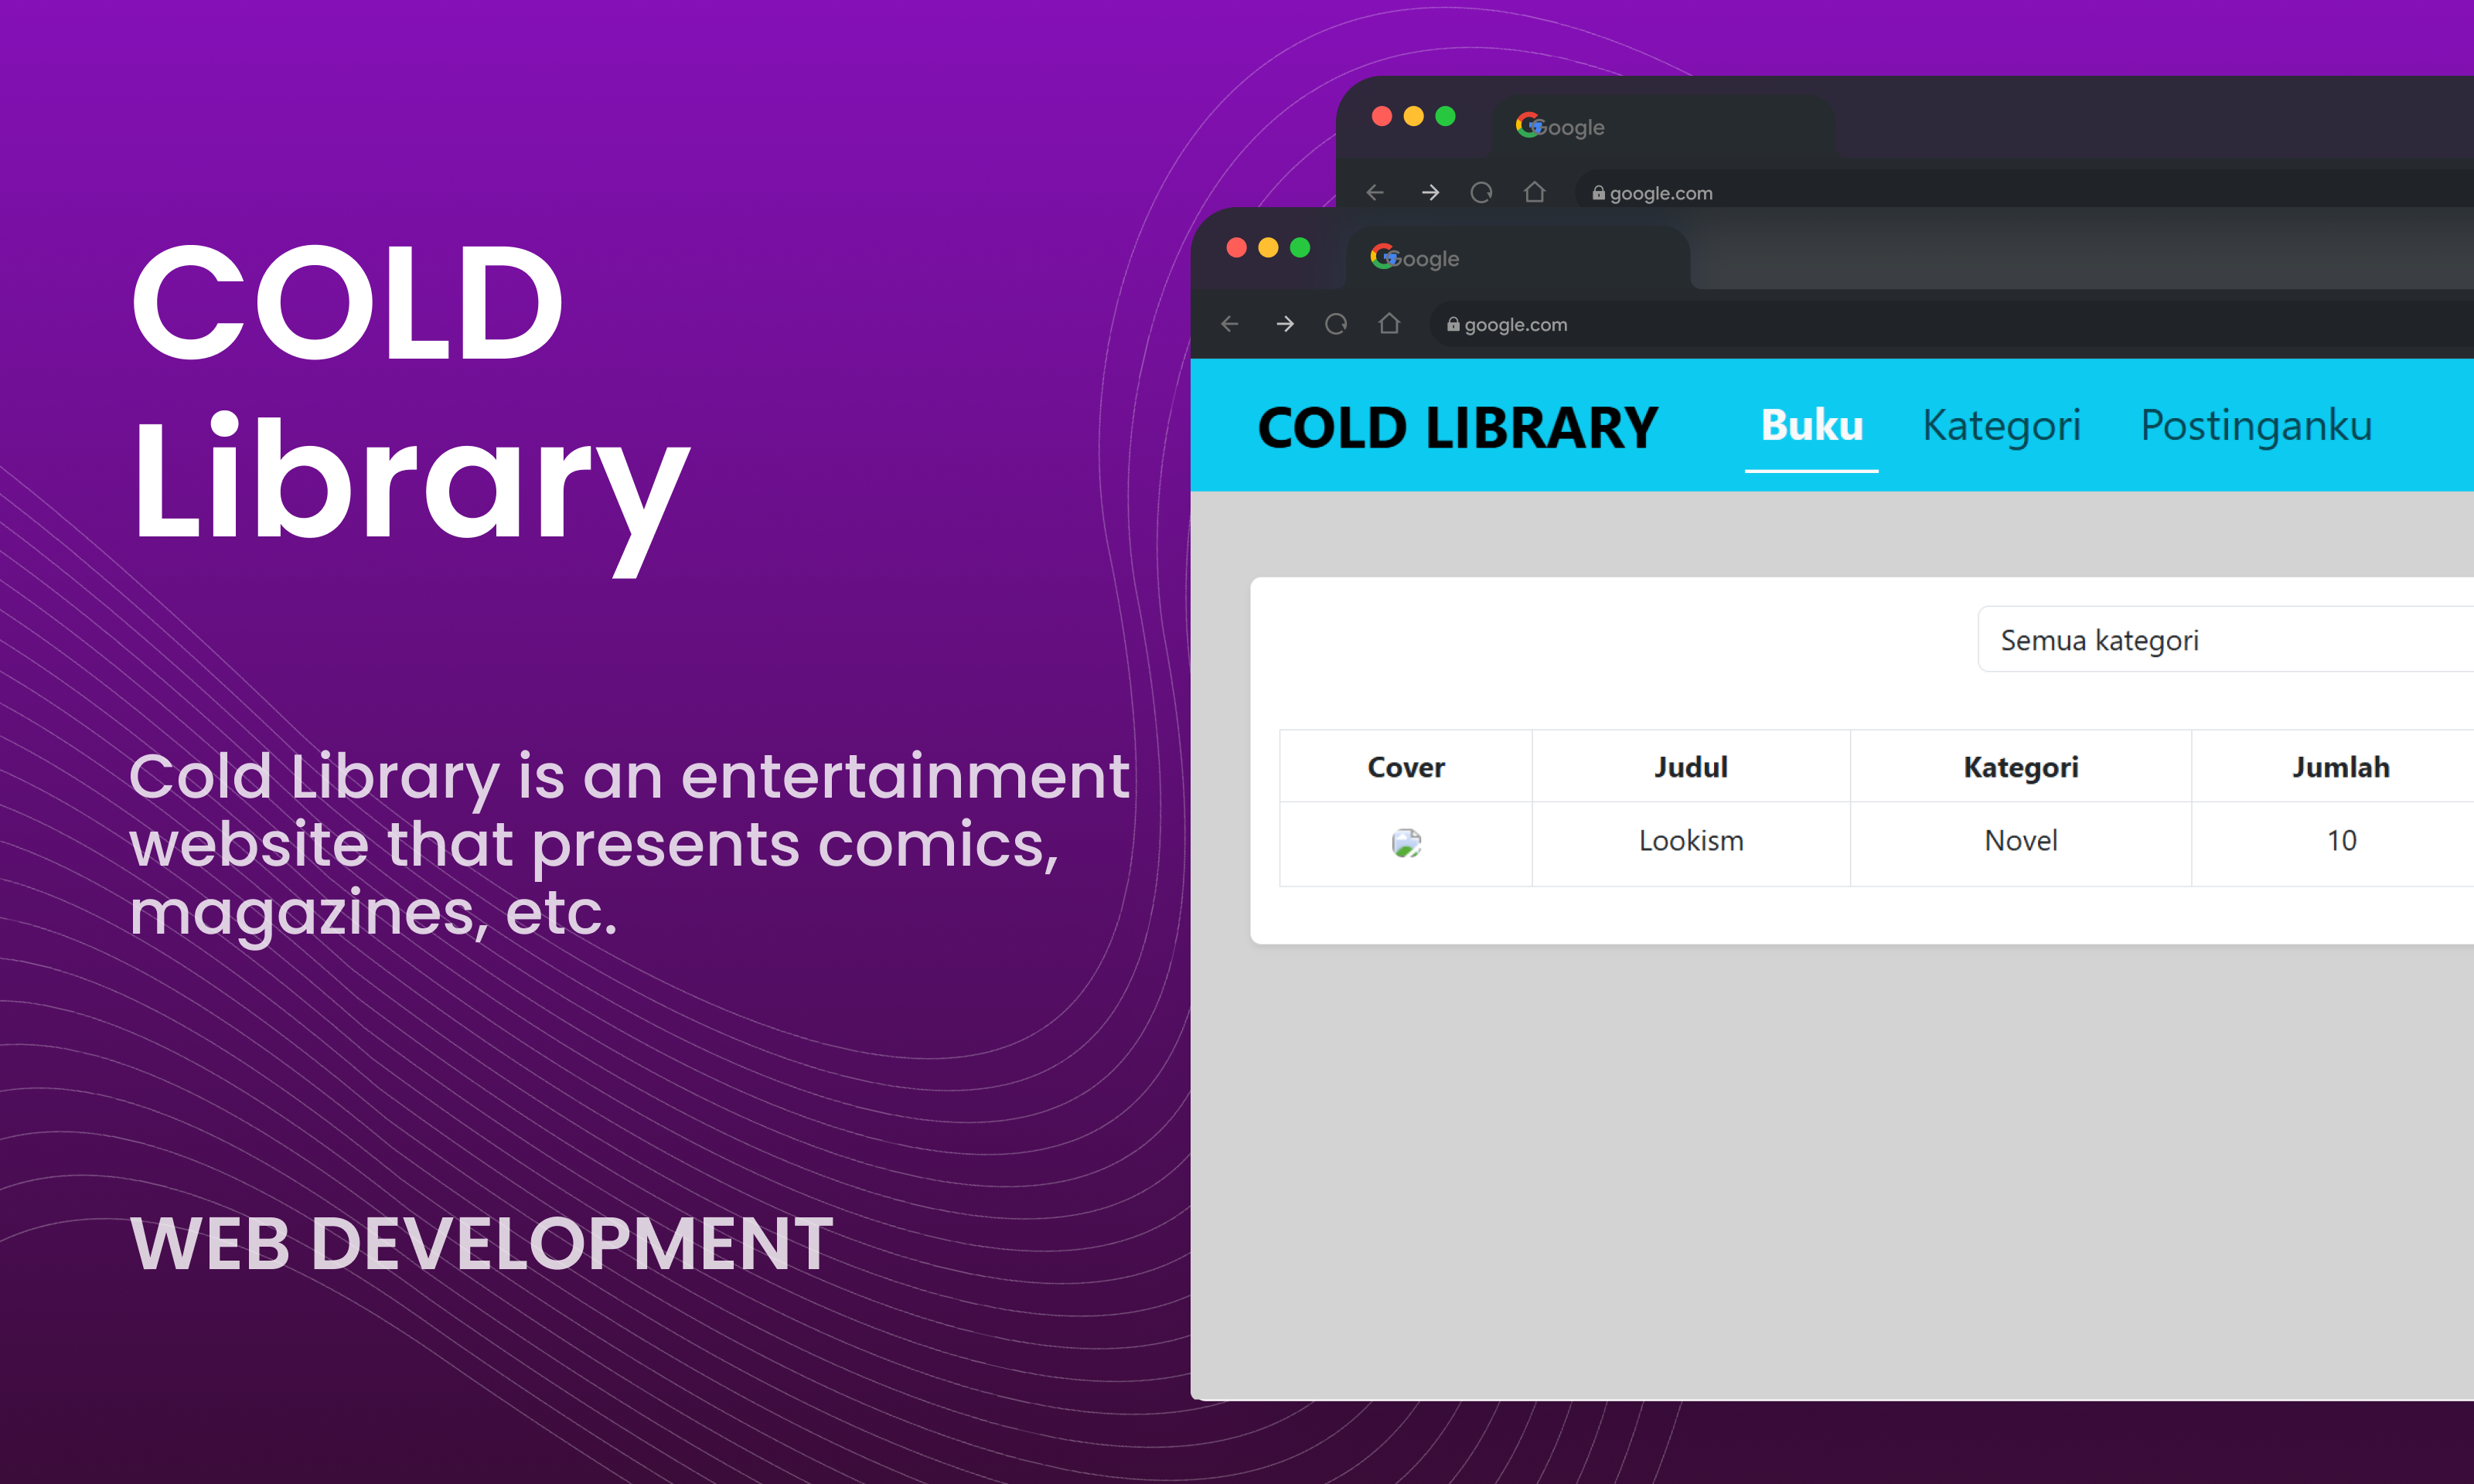 COLD
Library
Cold Library is an entertainment
website that presents comics,
magazines, etc.
WEB DEVELOPMENT
Google
google.com
Google
google.com
COLD LIBRARY Buku Kategori Postinganku
Semua kategori
Cover Judul Kategori Jumlah
Lookism Novel 10